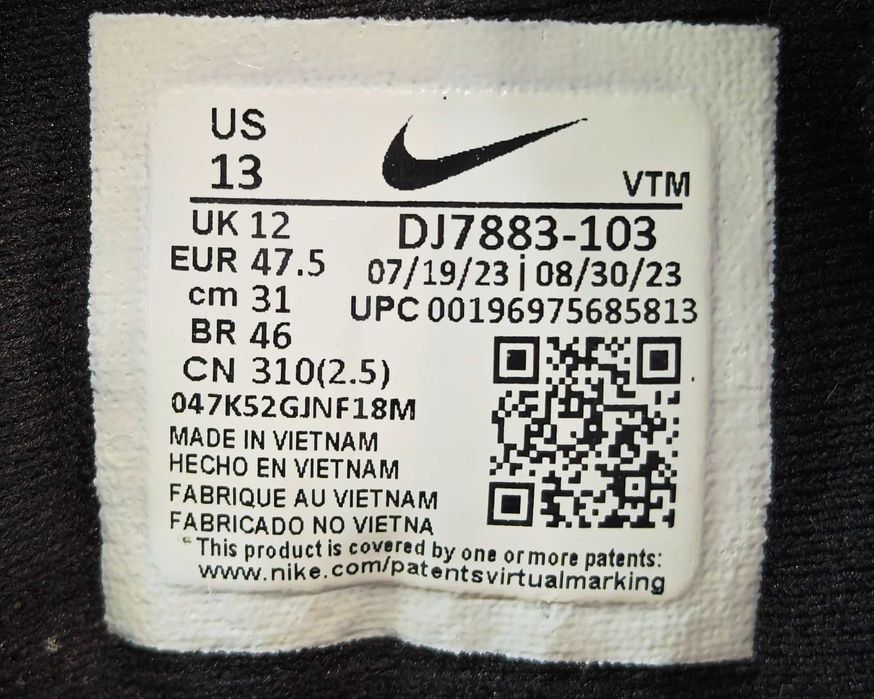 US
13
VTM
UK 12
EUR 47.5
cm 31
BR 46
CN 310(2.5)
DJ7883-103
07/19/23 | 08/30/23
UPC 00196975685813
047K52GJNF18M
MADE IN VIETNAM
HECHO EN VIETNAM
FABRIQUE AU VIETNAM
FABRICADO NO VIETNA
This product is covered by one or more patents:
www.nike.com/patentsvirtualmarking